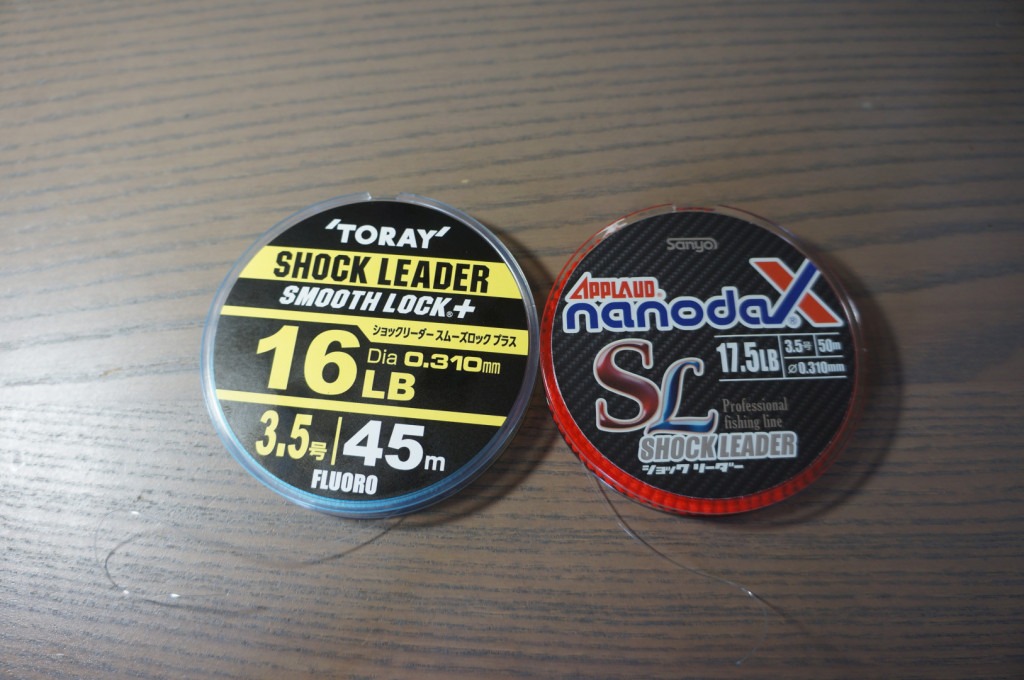 'TORAY'
SHOCK LEADER
SMOOTH LOCK®+
ショックリーダー スムーズロック プラス
16LB
Dia 0.310mm
3.5号
45m
FLUORO
Sanyo
APPLAUD
nanodaX®
17.5LB
3.5号
50m
⌀0.310mm
SL
Professional
fishing line
SHOCK LEADER
ショック リーダー